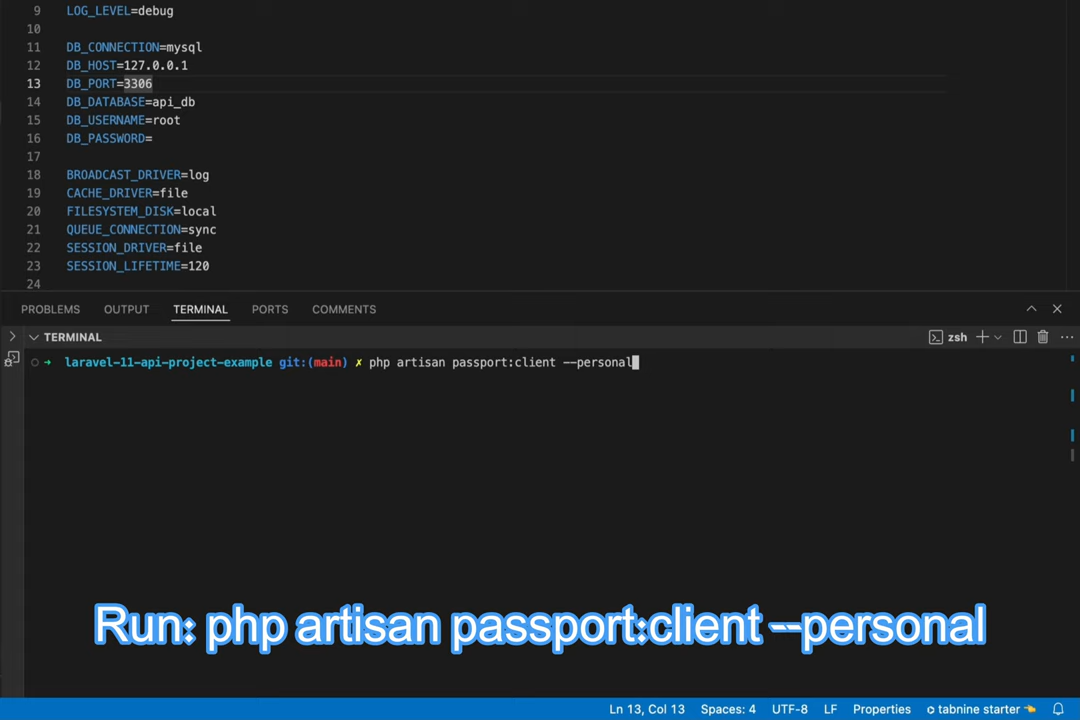 9 LOG_LEVEL=debug
10
11 DB_CONNECTION=mysql
12 DB_HOST=127.0.0.1
13 DB_PORT=3306
14 DB_DATABASE=api_db
15 DB_USERNAME=root
16 DB_PASSWORD=
17
18 BROADCAST_DRIVER=log
19 CACHE_DRIVER=file
20 FILESYSTEM_DISK=local
21 QUEUE_CONNECTION=sync
22 SESSION_DRIVER=file
23 SESSION_LIFETIME=120
24
PROBLEMS OUTPUT TERMINAL PORTS COMMENTS
TERMINAL zsh
laravel-11-api-project-example git:(main) ✗ php artisan passport:client --personal
Run: php artisan passport:client --personal
Ln 13, Col 13 Spaces: 4 UTF-8 LF Properties tabnine starter